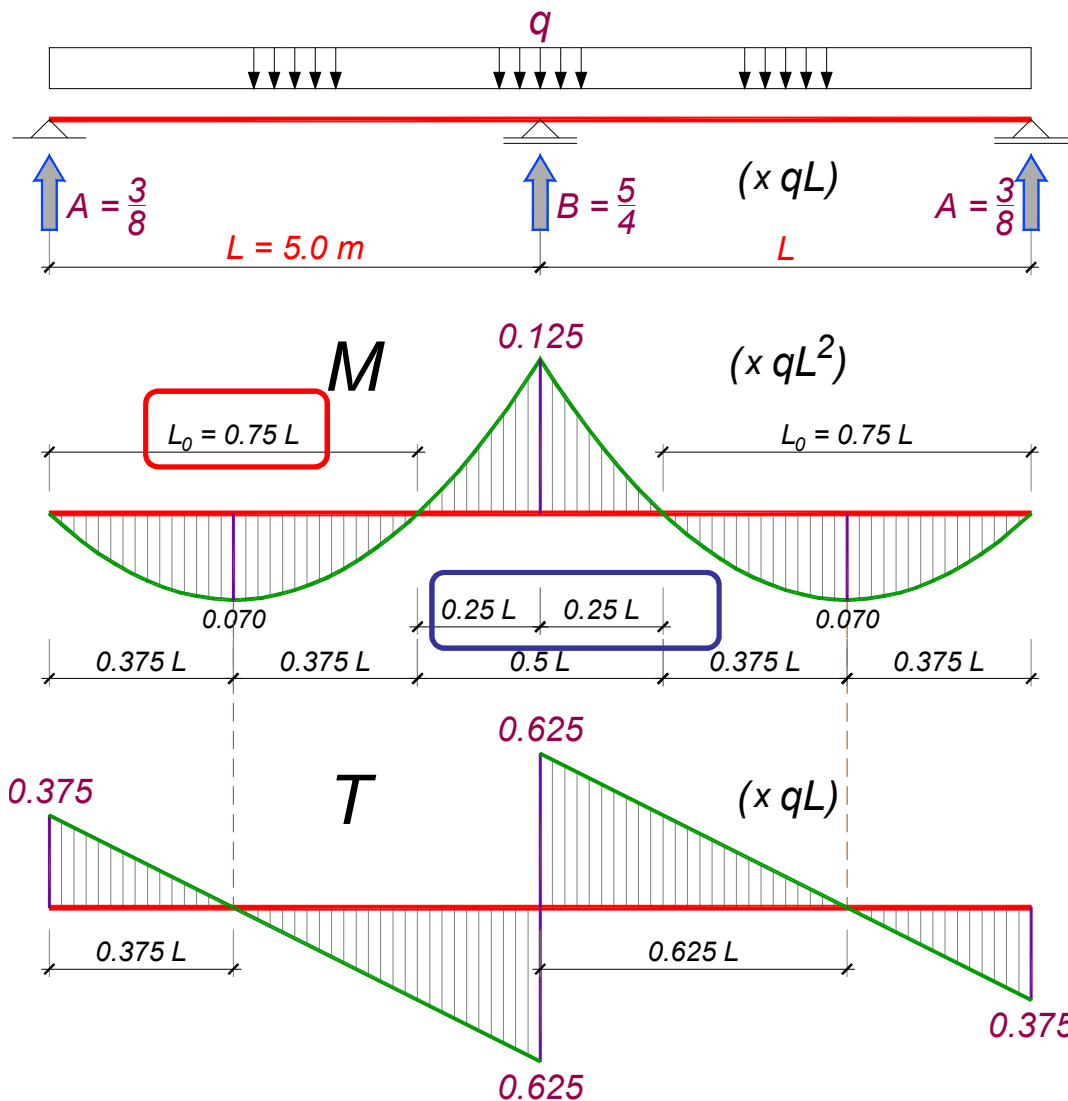 q
A = 3/8
B = 5/4
(x qL)
A = 3/8
L = 5.0 m
L
0.125
M
(x qL²)
L₀ = 0.75 L
L₀ = 0.75 L
0.25 L
0.25 L
0.070
0.070
0.375 L
0.375 L
0.5 L
0.375 L
0.375 L
0.625
0.375
T
(x qL)
0.375 L
0.625 L
0.375
0.625